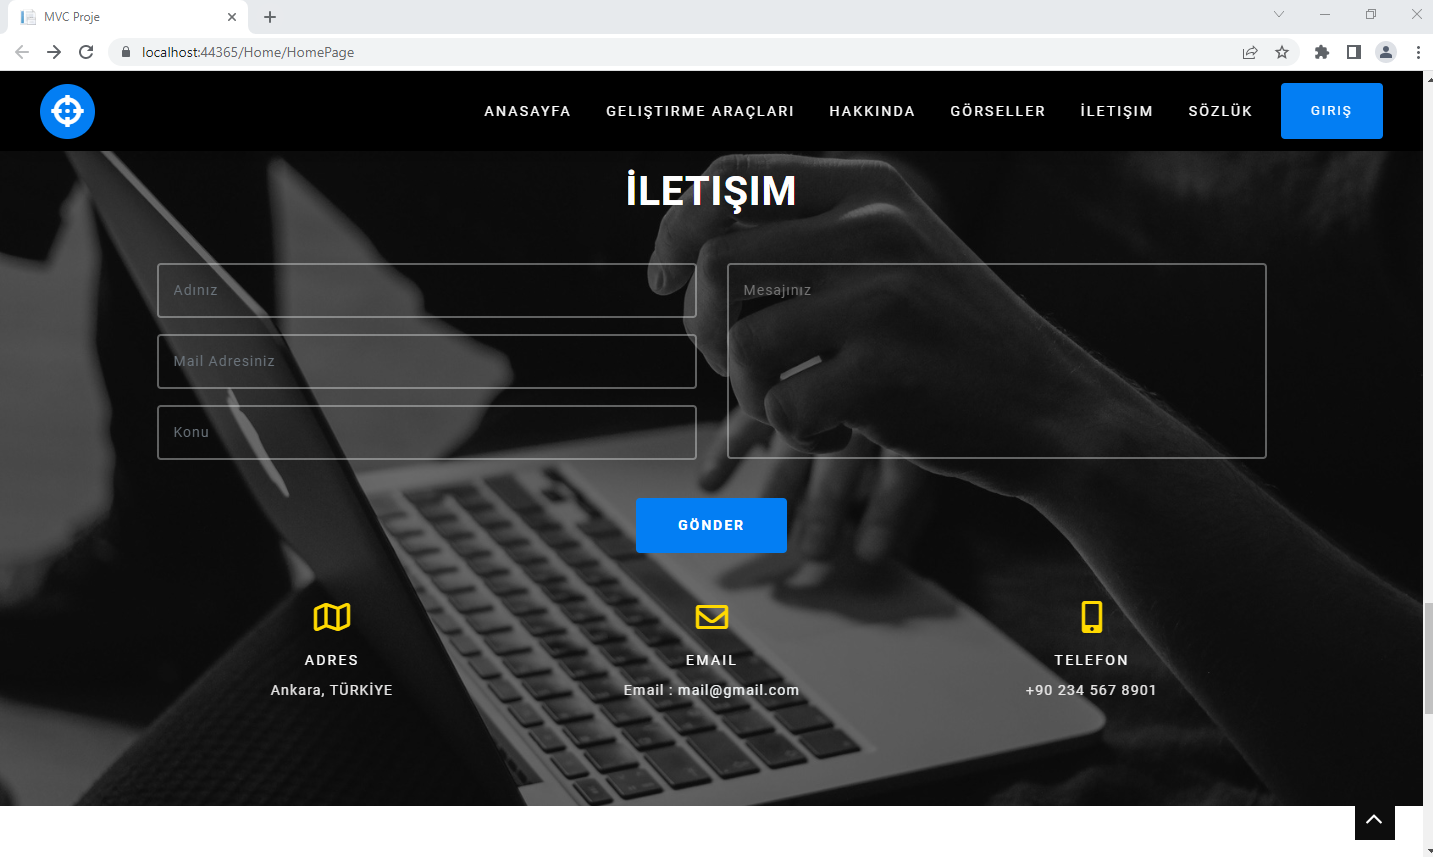 MVC Proje
localhost:44365/Home/HomePage
ANASAYFA GELIŞTIRME ARAÇLARI HAKKINDA GÖRSELLER İLETIŞIM SÖZLÜK GIRIŞ
İLETIŞIM
Adınız
Mesajınız
Mail Adresiniz
Konu
GÖNDER
ADRES
Ankara, TÜRKİYE
EMAIL
Email : mail@gmail.com
TELEFON
+90 234 567 8901